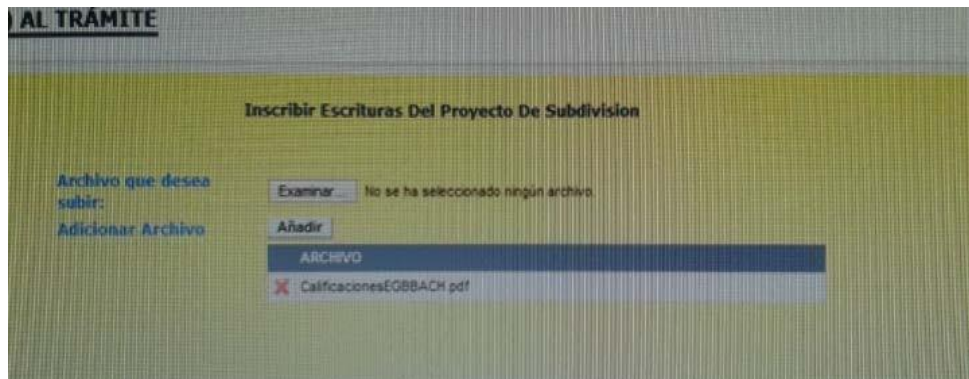 ) AL TRÁMITE
Inscribir Escrituras Del Proyecto De Subdivision
Archivo que desea
subir:
Examinar... No se ha seleccionado ningún archivo.
Adicionar Archivo
Añadir
ARCHIVO
CalificacionesEGBBACH.pdf